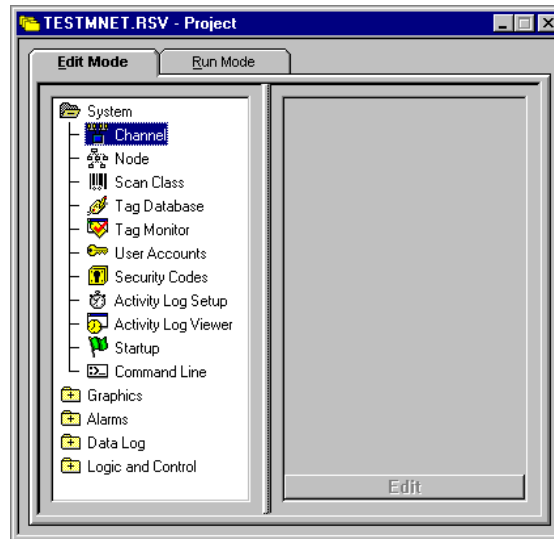 TESTMNET.RSV - Project
Edit Mode
Run Mode
System
Channel
Node
Scan Class
Tag Database
Tag Monitor
User Accounts
Security Codes
Activity Log Setup
Activity Log Viewer
Startup
Command Line
Graphics
Alarms
Data Log
Logic and Control
Edit